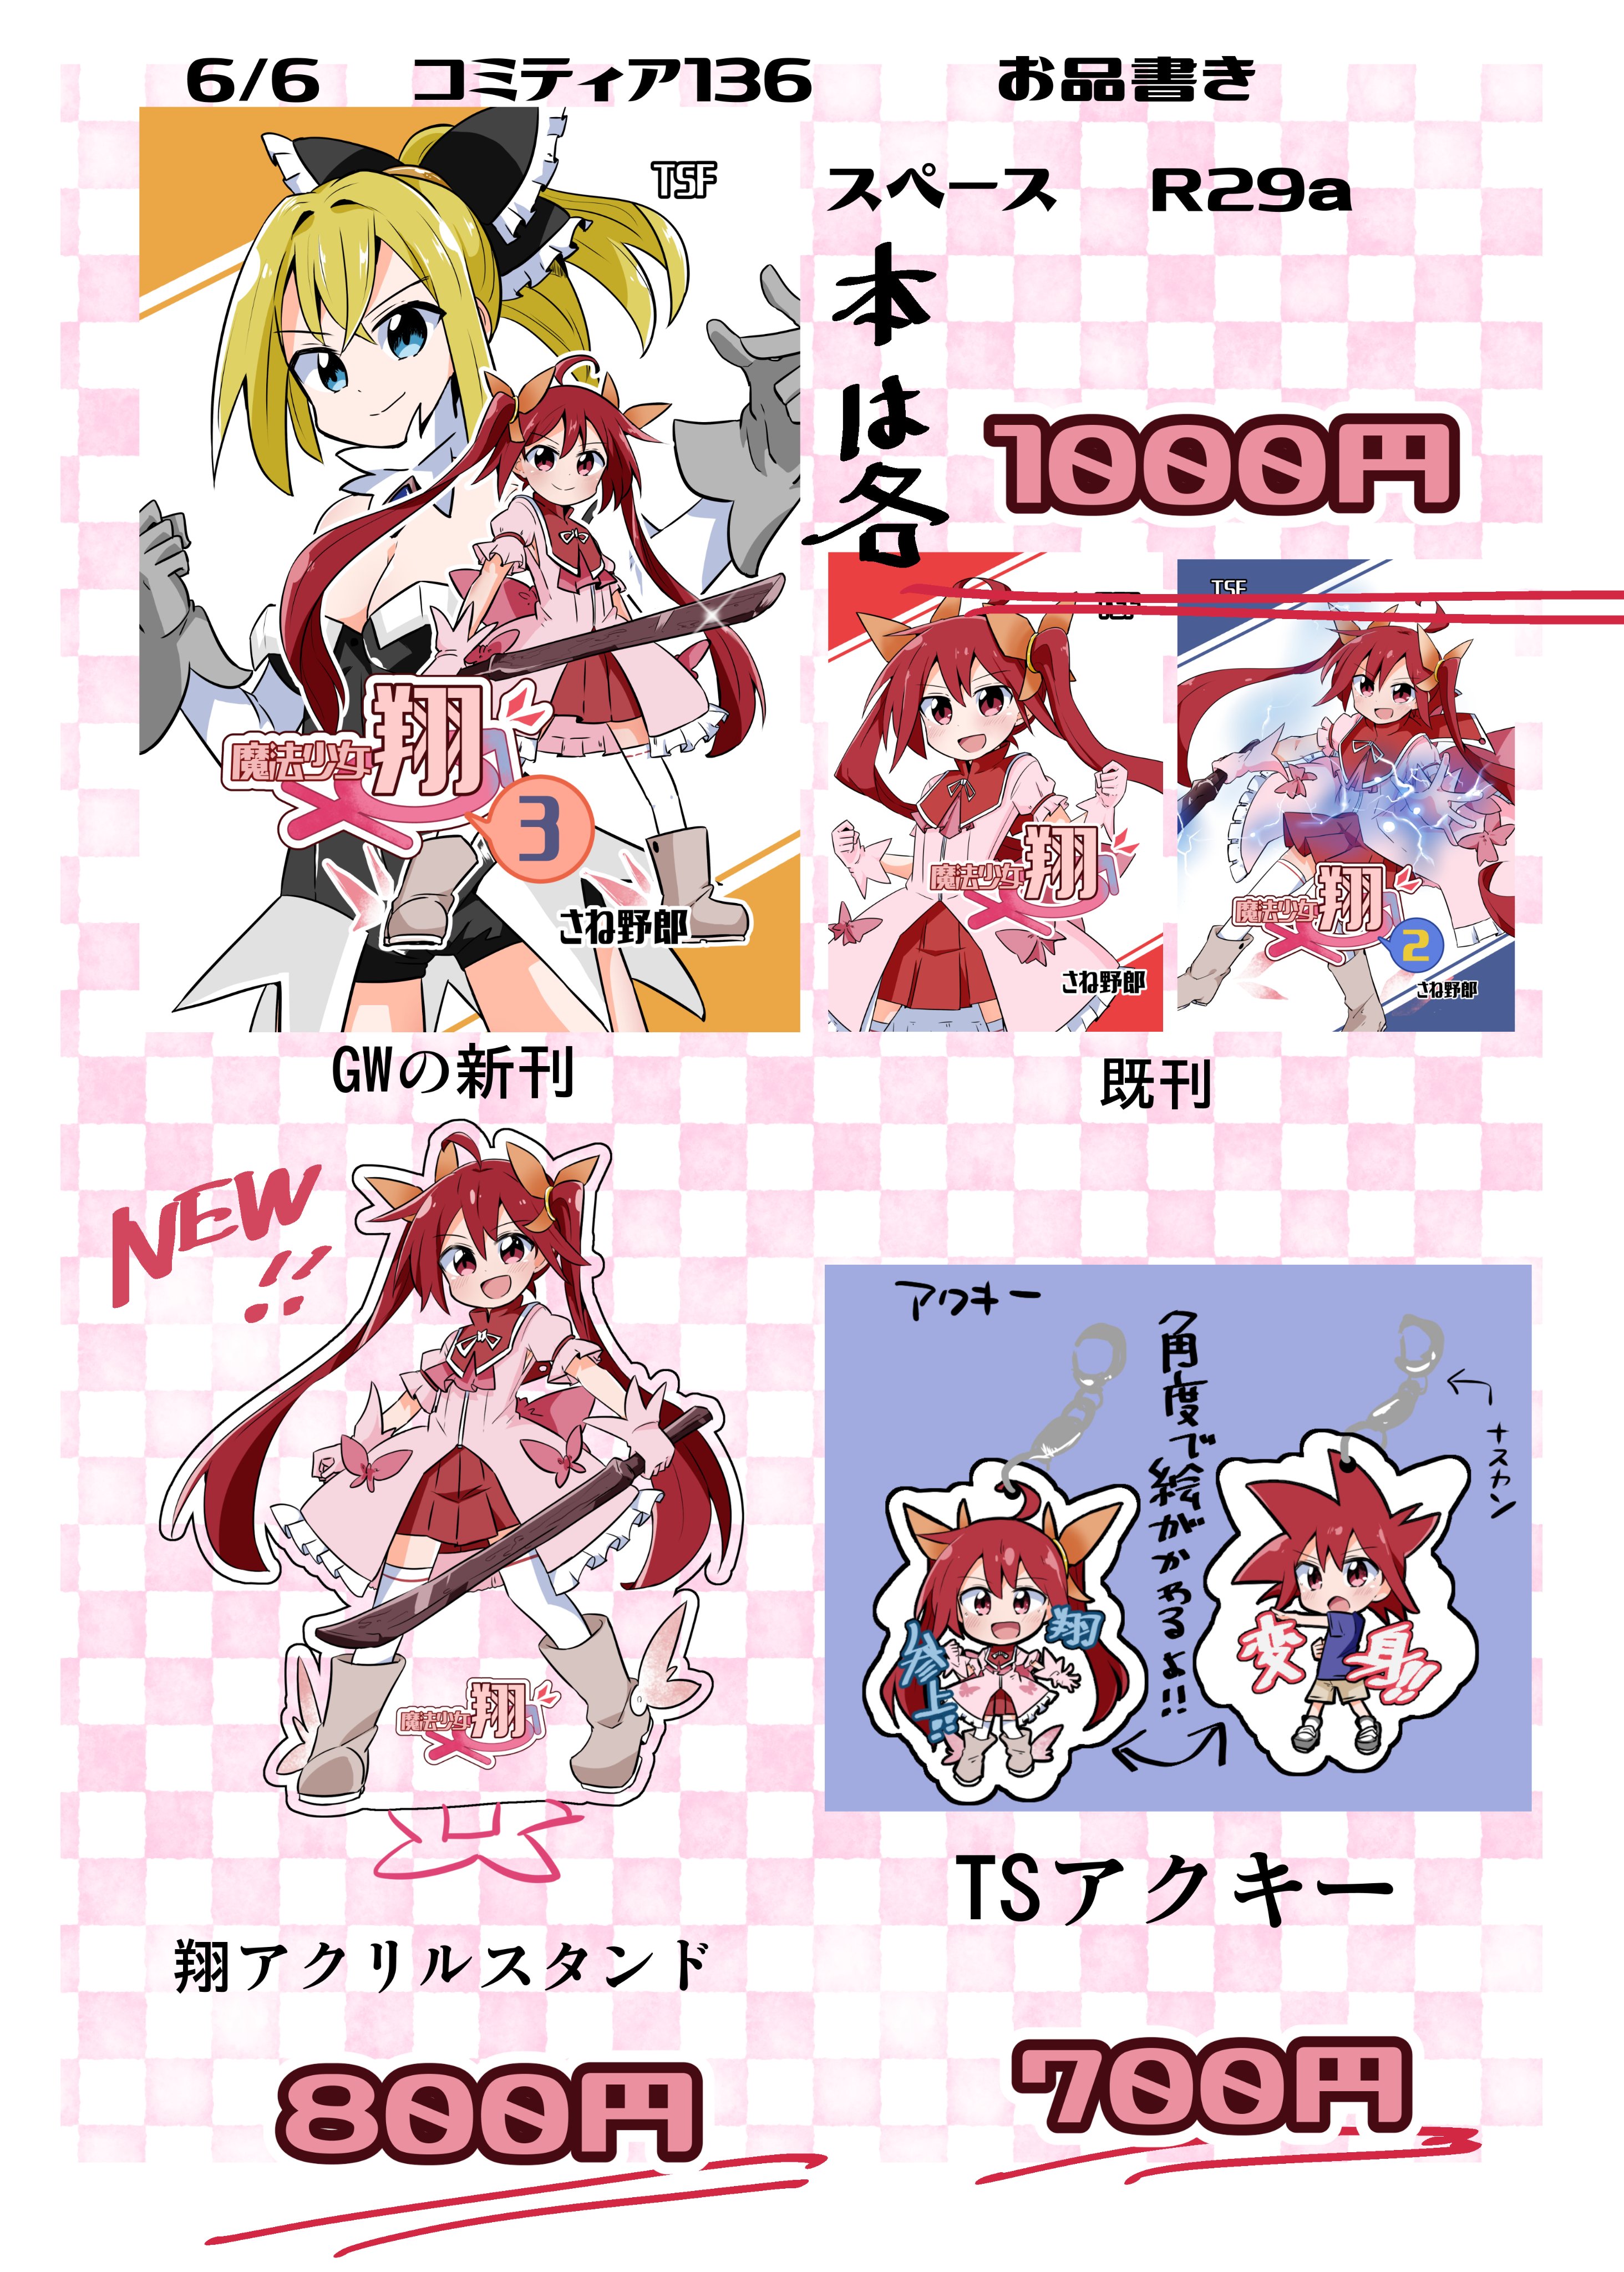 6/6 コミティア136 お品書き
スペース R29a
本は各
1000円
TSF
魔法少女翔
3
さね野郎
GWの新刊
TSF
魔法少女翔
さね野郎
TSF
魔法少女翔
2
さね野郎
既刊
NEW!!
魔法少女翔
翔アクリルスタンド
800円
アクキー
角度で絵がかわるよ!!
ナスカン
翔
参上!!
変身!!
TSアクキー
700円